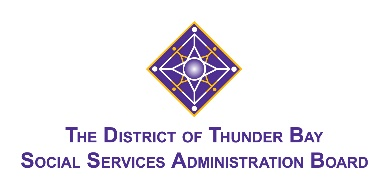 The District of Thunder Bay
Social Services Administration Board